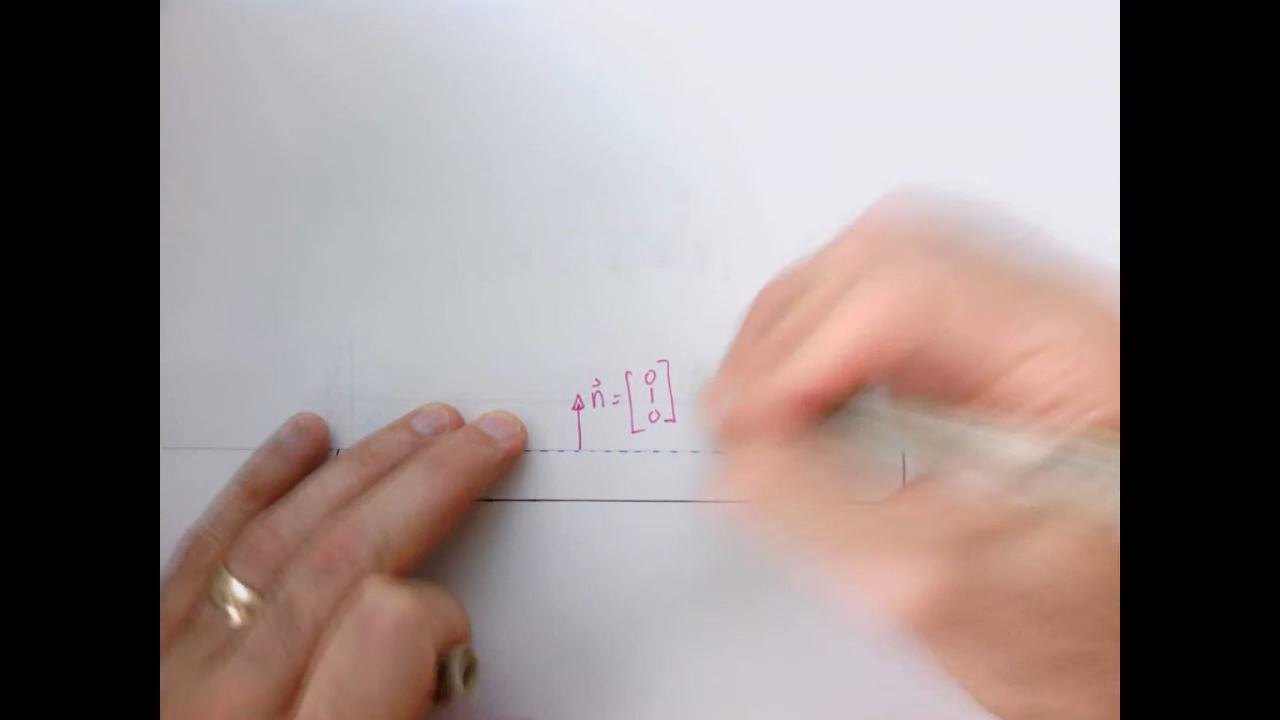 n⃗ = [0
1
0]